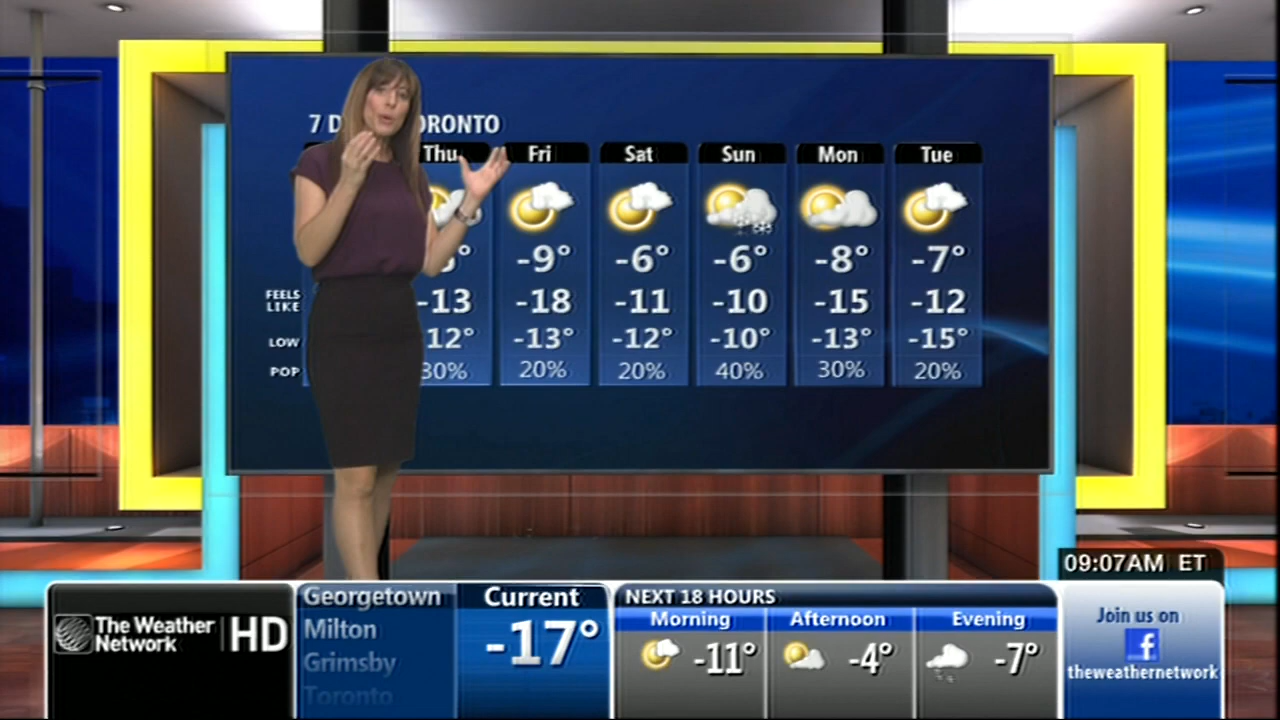 7 D ORONTO
Thu Fri Sat Sun Mon Tue
° -9° -6° -6° -8° -7°
FEELS LIKE -13 -18 -11 -10 -15 -12
LOW -12° -13° -12° -10° -13° -15°
POP 30% 20% 20% 40% 30% 20%
09:07AM ET
The Weather Network HD
Georgetown
Milton
Grimsby
Toronto
Current
-17°
NEXT 18 HOURS
Morning Afternoon Evening
-11° -4° -7°
Join us on
f
theweathernetwork